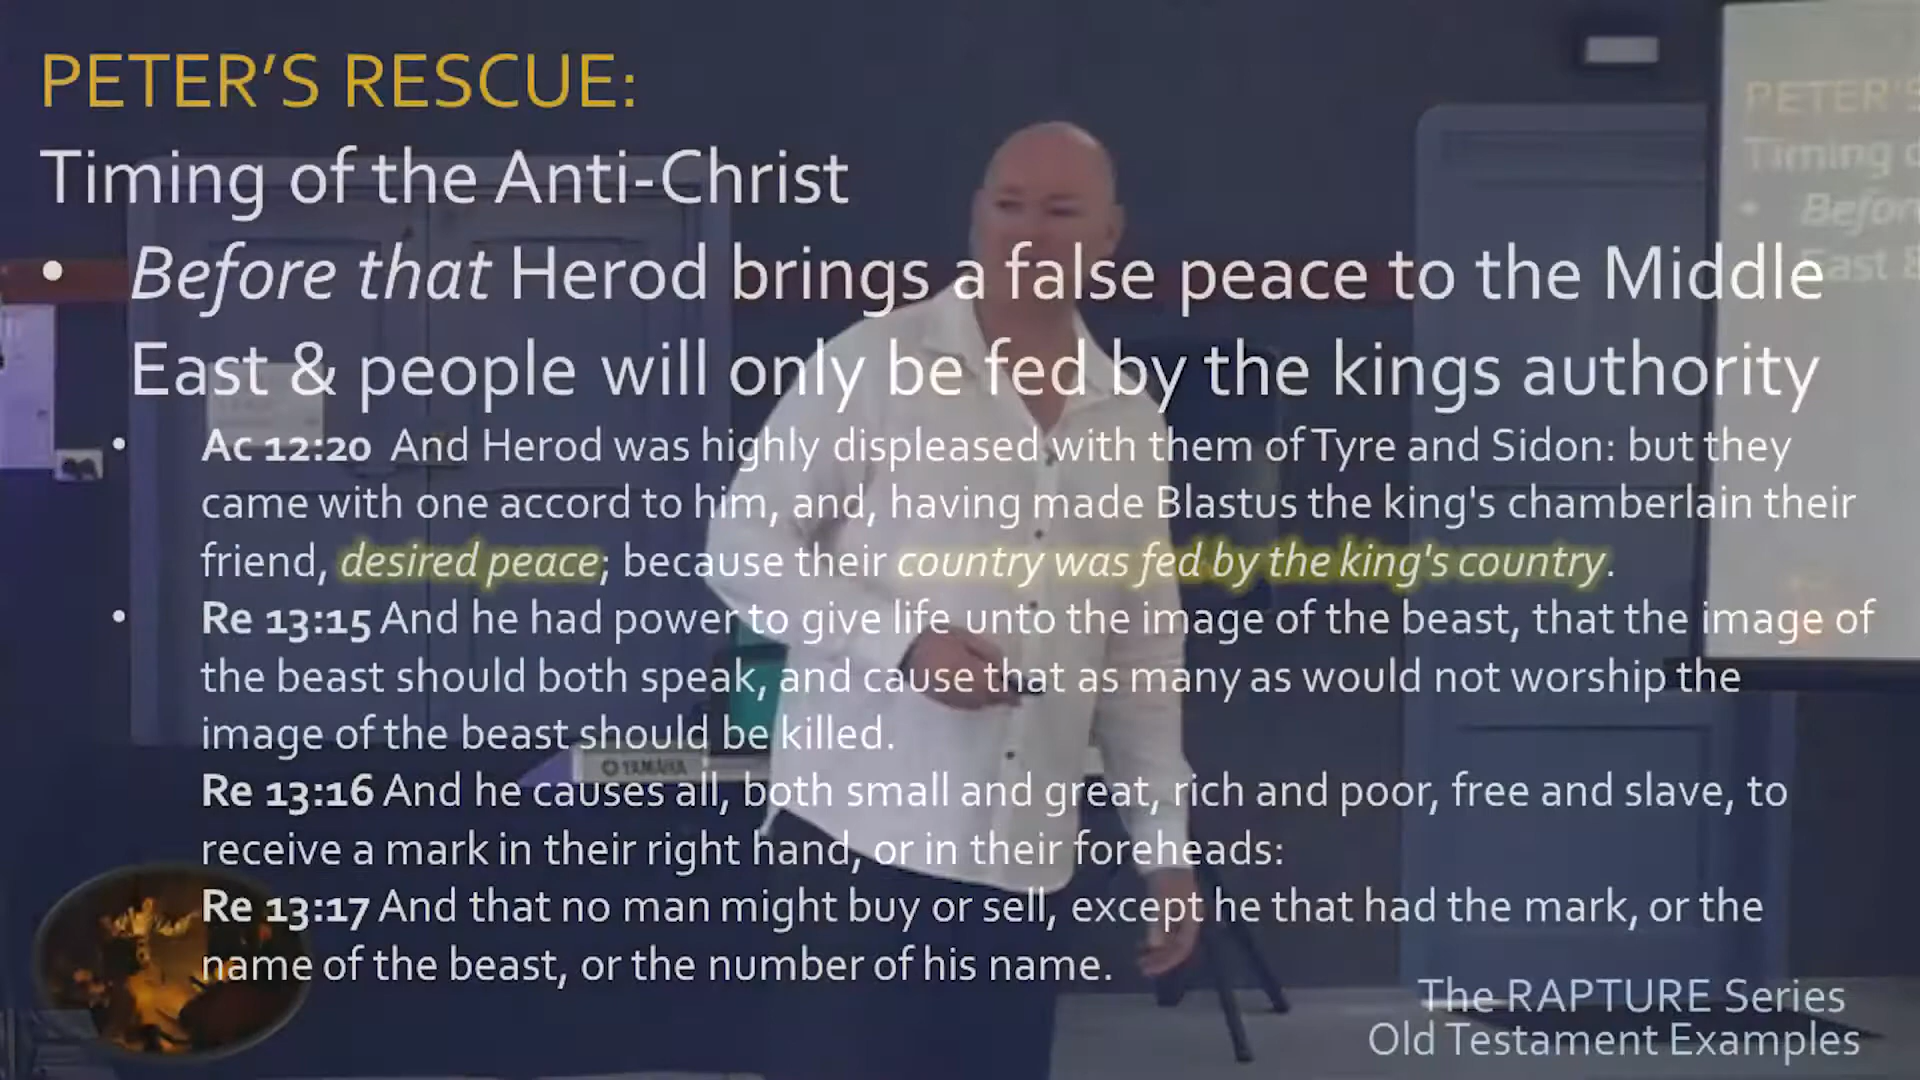 PETER'S RESCUE:
Timing of the Anti-Christ
• Before that Herod brings a false peace to the Middle
East & people will only be fed by the kings authority
• Ac 12:20 And Herod was highly displeased with them of Tyre and Sidon: but they
came with one accord to him, and, having made Blastus the king's chamberlain their
friend, desired peace; because their country was fed by the king's country.
• Re 13:15 And he had power to give life unto the image of the beast, that the image of
the beast should both speak, and cause that as many as would not worship the
image of the beast should be killed.
Re 13:16 And he causes all, both small and great, rich and poor, free and slave, to
receive a mark in their right hand, or in their foreheads:
Re 13:17 And that no man might buy or sell, except he that had the mark, or the
name of the beast, or the number of his name.
The RAPTURE Series
Old Testament Examples
PETER'S
Timing o
• Befor
East &
YAMAHA